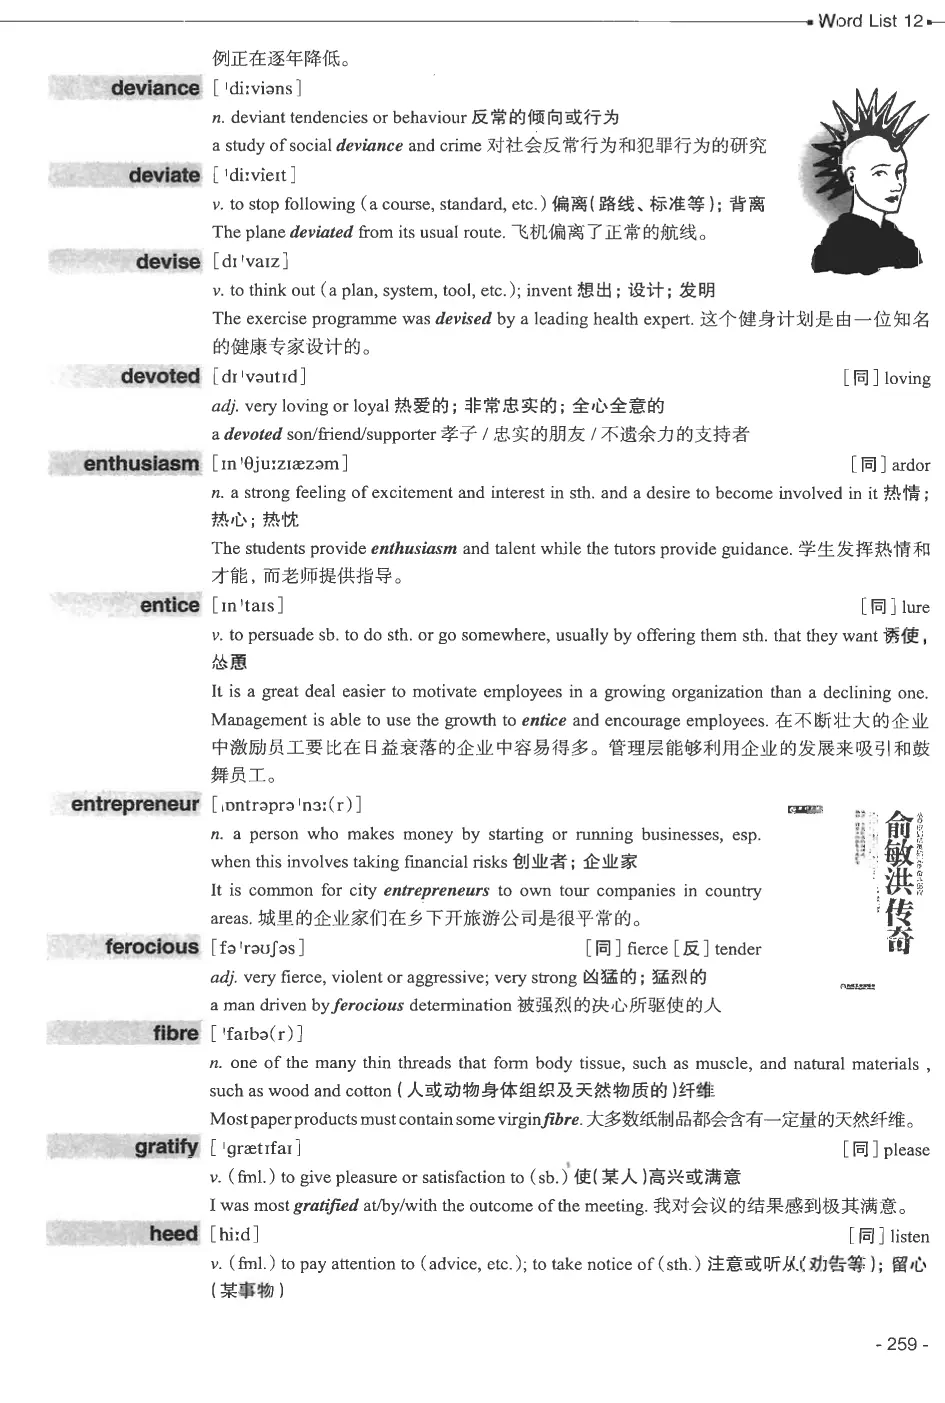 Word List 12
例正在逐年降低。
deviance [ ˈdiːviəns ]
n. deviant tendencies or behaviour 反常的倾向或行为
a study of social deviance and crime 对社会反常行为和犯罪行为的研究
deviate [ ˈdiːvieɪt ]
v. to stop following ( a course, standard, etc. ) 偏离( 路线、标准等 )；背离
The plane deviated from its usual route. 飞机偏离了正常的航线。
devise [ dɪˈvaɪz ]
v. to think out ( a plan, system, tool, etc. ); invent 想出；设计；发明
The exercise programme was devised by a leading health expert. 这个健身计划是由一位知名
的健康专家设计的。
devoted [ dɪˈvəʊtɪd ] [ 同 ] loving
adj. very loving or loyal 热爱的；非常忠实的；全心全意的
a devoted son/friend/supporter 孝子 / 忠实的朋友 / 不遗余力的支持者
enthusiasm [ ɪnˈθjuːzɪæzəm ] [ 同 ] ardor
n. a strong feeling of excitement and interest in sth. and a desire to become involved in it 热情；
热心；热忱
The students provide enthusiasm and talent while the tutors provide guidance. 学生发挥热情和
才能，而老师提供指导。
entice [ ɪnˈtaɪs ] [ 同 ] lure
v. to persuade sb. to do sth. or go somewhere, usually by offering them sth. that they want 诱使，
怂恿
It is a great deal easier to motivate employees in a growing organization than a declining one.
Management is able to use the growth to entice and encourage employees. 在不断壮大的企业
中激励员工要比在日益衰落的企业中容易得多。管理层能够利用企业的发展来吸引和鼓
舞员工。
entrepreneur [ ˌɒntrəprəˈnɜː(r) ]
n. a person who makes money by starting or running businesses, esp.
when this involves taking financial risks 创业者；企业家
It is common for city entrepreneurs to own tour companies in country
areas. 城里的企业家们在乡下开旅游公司是很平常的。
俞敏洪传奇
ferocious [ fəˈrəʊʃəs ] [ 同 ] fierce [ 反 ] tender
adj. very fierce, violent or aggressive; very strong 凶猛的；猛烈的
a man driven by ferocious determination 被强烈的决心所驱使的人
fibre [ ˈfaɪbə(r) ]
n. one of the many thin threads that form body tissue, such as muscle, and natural materials ,
such as wood and cotton ( 人或动物身体组织及天然物质的 )纤维
Most paper products must contain some virgin fibre. 大多数纸制品都会含有一定量的天然纤维。
gratify [ ˈɡrætɪfaɪ ] [ 同 ] please
v. ( fml. ) to give pleasure or satisfaction to ( sb. ) 使( 某人 )高兴或满意
I was most gratified at/by/with the outcome of the meeting. 我对会议的结果感到极其满意。
heed [ hiːd ] [ 同 ] listen
v. ( fml. ) to pay attention to ( advice, etc. ); to take notice of ( sth. ) 注意或听从( 劝告等 )；留心
( 某事物 )
- 259 -